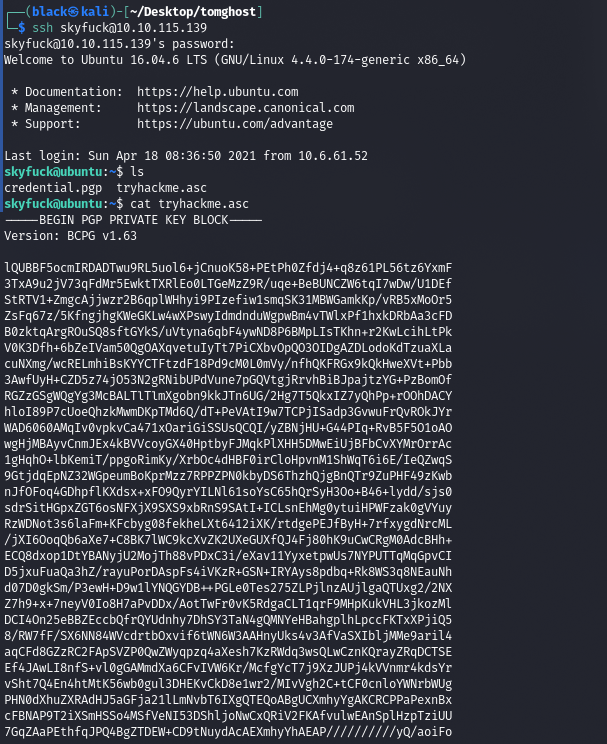 ┌──(black㉿kali)-[~/Desktop/tomghost]
└─$ ssh skyfuck@10.10.115.139
skyfuck@10.10.115.139's password:
Welcome to Ubuntu 16.04.6 LTS (GNU/Linux 4.4.0-174-generic x86_64)
* Documentation:  https://help.ubuntu.com
* Management:     https://landscape.canonical.com
* Support:        https://ubuntu.com/advantage
Last login: Sun Apr 18 08:36:50 2021 from 10.6.61.52
skyfuck@ubuntu:~$ ls
credential.pgp  tryhackme.asc
skyfuck@ubuntu:~$ cat tryhackme.asc
-----BEGIN PGP PRIVATE KEY BLOCK-----
Version: BCPG v1.63
lQUBBF5ocmIRDADTwu9RL5uol6+jCnuoK58+PEtPh0Zfdj4+q8z61PL56tz6YxmF
3TxA9u2jV73qFdMr5EwktTXRlEo0LTGeMzZ9R/uqe+BeBUNCZW6tqI7wDw/U1DEf
StRTV1+ZmgcAjjwzr2B6qplWHhyi9PIzefiw1smqSK31MBWGamkKp/vRB5xMoOr5
ZsFq67z/5KfngjhgKWeGKLw4wXPswyIdmdnduWgpwBm4vTWlxPf1hxkDRbAa3cFD
B0zktqArgROuSQ8sftGYkS/uVtyna6qbF4ywND8P6BMpLIsTKhn+r2KwLcihLtPk
V0K3Dfh+6bZeIVam50QgOAXqvetuIyTt7PiCXbvOpQO3OIDgAZDLodoKdTzuaXLa
cuNXmg/wcRELmhiBsKYYCTFtzdF18Pd9cM0L0mVy/nfhQKFRGx9kQkHweXVt+Pbb
3AwfUyH+CZD5z74jO53N2gRNibUPdVune7pGQVtgjRrvhBiBJpajtzYG+PzBomOf
RGZzGSgWQgYg3McBALTlTlmXgobn9kkJTn6UG/2Hg7T5QkxIZ7yQhPp+rOOhDACY
hloI89P7cUoeQhzkMwmDKpTMd6Q/dT+PeVAtI9w7TCPjISadp3GvwuFrQvROkJYr
WAD6060AMqIv0vpkvCa471xOariGiSSUsQCQI/yZBNjHU+G44PIq+RvB5F5O1oAO
wgHjMBAyvCnmJEx4kBVVcoyGX40HptbyFJMqkPlXHH5DMwEiUjBFbCvXYMrOrrAc
1gHqhO+lbKemiT/ppgoRimKy/XrbOc4dHBF0irCloHpvnM1ShWqT6i6E/IeQZwqS
9GtjdqEpNZ32WGpeumBoKprMzz7RPPZPN0kbyDS6ThzhQjgBnQTr9ZuPHF49zKwb
nJfOFoq4GDhpflKXdsx+xFO9QyrYILNl61soYsC65hQrSyH3Oo+B46+lydd/sjs0
sdrSitHGpxZGT6osNFXjX9SXS9xbRnS9SAtI+ICLsnEhMg0ytuiHPWFzak0gVYuy
RzWDNot3s6laFm+KFcbyg08fekheLXt6412iXK/rtdgePEJfByH+7rfxygdNrcML
/jXI6OoqQb6aXe7+C8BK7lWC9kcXvZK2UXeGUXfQJ4Fj80hK9uCwCRgM0AdcBHh+
ECQ8dxop1DtYBANyjU2MojTh88vPDxC3i/eXav11YyxetpwUs7NYPUTTqMqGpvCI
D5jxuFuaQa3hZ/rayuPorDAspFs4iVKzR+GSN+IRYAys8pdbq+Rk8WS3q8NEauNh
d07D0gkSm/P3ewH+D9w1lYNQGYDB++PGLe0Tes275ZLPjlnzAUjlgaQTUxg2/2NX
Z7h9+x+7neyV0Io8H7aPvDDx/AotTwFr0vK5RdgaCLT1qrF9MHpKukVHL3jkozMl
DCI4On25eBBZEccbQfrQYUdnhy7DhSY3TaN4gQMNYeHBahgplhLpccFKTxXPjiQ5
8/RW7fF/SX6NN84WVcdrtbOxvif6tWN6W3AAHnyUks4v3AfVaSXIbljMMe9aril4
aqCFd8GZzRC2FApSVZP0QwZWyqpzq4aXesh7KzRWdq3wsQLwCznKQrayZRqDCTSE
Ef4JAwLI8nfS+vl0gGAMmdXa6CFvIVW6Kr/McfgYcT7j9XzJUPj4kVVnmr4kdsYr
vSht7Q4En4htMtK56wb0gul3DHEKvCkD8e1wr2/MIvVgh2C+tCF0cnloYWNrbWUg
PHN0dXhuZXRAdHJ5aGFja21lLmNvbT6IXgQTEQoABgUCXmhyYgAKCRCPPaPexnBx
cFBNAP9T2iXSmHSSo4MSfVeNI53DShljoNwCxQRiV2FKAfvulwEAnSplHzpTziUU
7GqZAaPEthfqJPQ4BgZTDEW+CD9tNuydAcAEXmhyYhAEAP//////////yQ/aoiFo